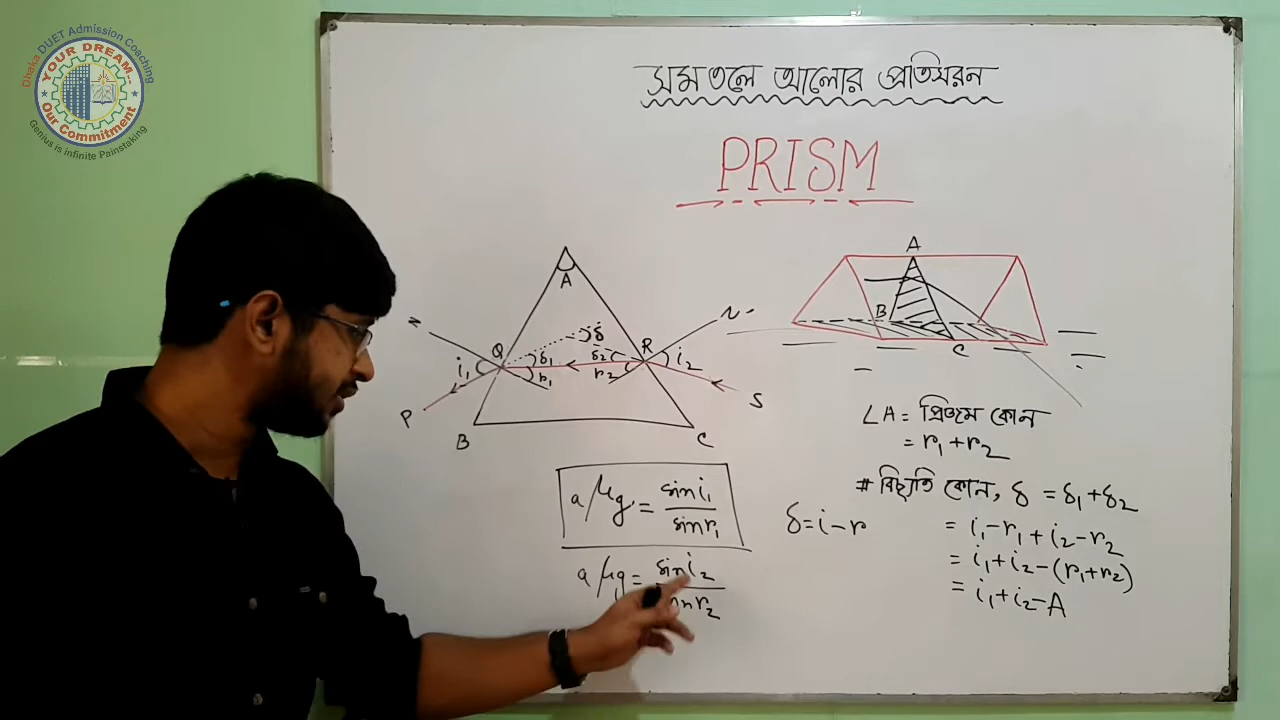 Dhaka DUET Admission Coaching
YOUR DREAM..
Our Commitment
Genius is infinite Painstaking
সমতলে আলোর প্রতিসরন
PRISM
A
N
Q
R
N
i₁
δ₁
r₁
δ
δ₂
r₂
i₂
P
S
B
C
A
B
C
∠A = প্রিজম কোন
= r₁ + r₂
# বিচ্যুতি কোন, δ = δ₁ + δ₂
= i₁ - r₁ + i₂ - r₂
= i₁ + i₂ - (r₁ + r₂)
= i₁ + i₂ - A
δ = i - r
aμg = sin i₁ / sin r₁
aμg = sin i₂ / sin r₂